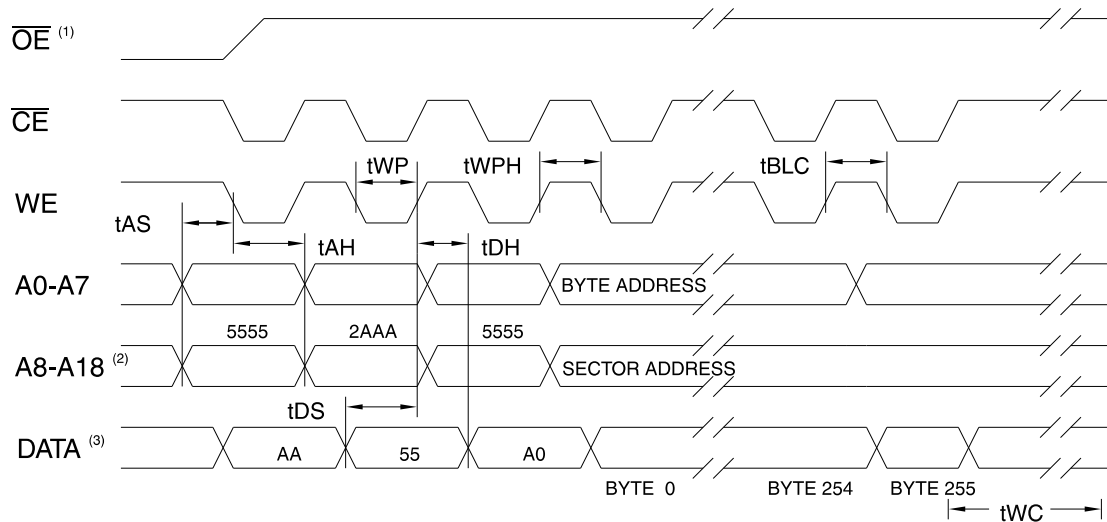 OE (1)
CE
tWP tWPH tBLC
WE
tAS
tAH tDH
A0-A7 BYTE ADDRESS
5555 2AAA 5555
A8-A18 (2) SECTOR ADDRESS
tDS
DATA (3) AA 55 A0
BYTE 0 BYTE 254 BYTE 255
tWC